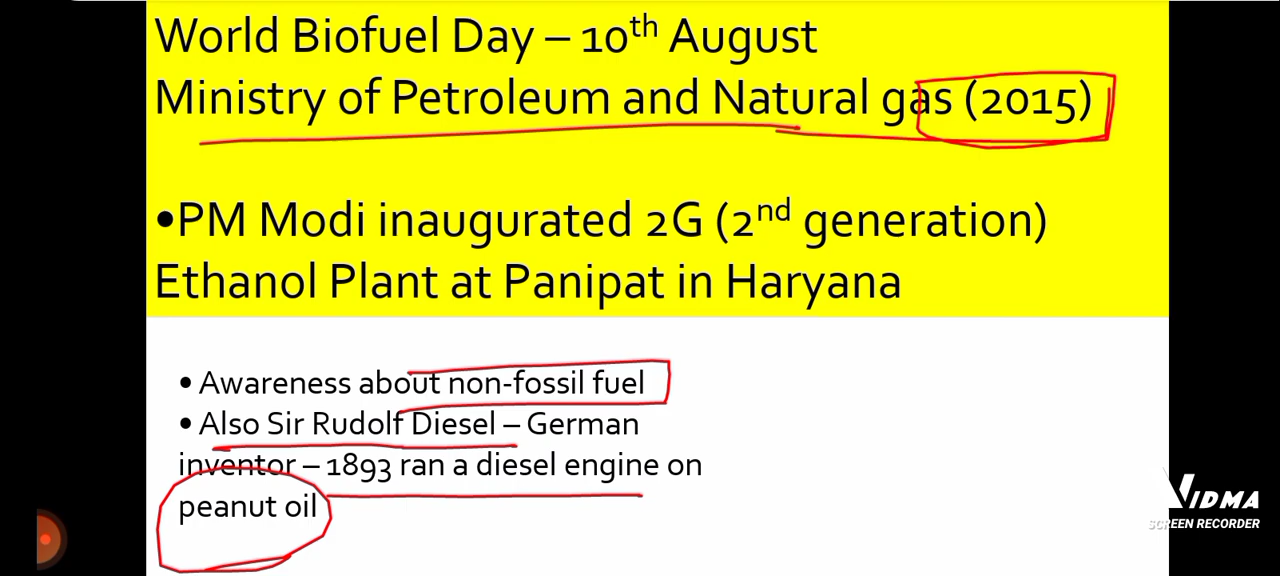 World Biofuel Day – 10th August
Ministry of Petroleum and Natural gas (2015)
•PM Modi inaugurated 2G (2nd generation)
Ethanol Plant at Panipat in Haryana
• Awareness about non-fossil fuel
• Also Sir Rudolf Diesel – German
inventor – 1893 ran a diesel engine on
peanut oil
VIDMA
SCREEN RECORDER